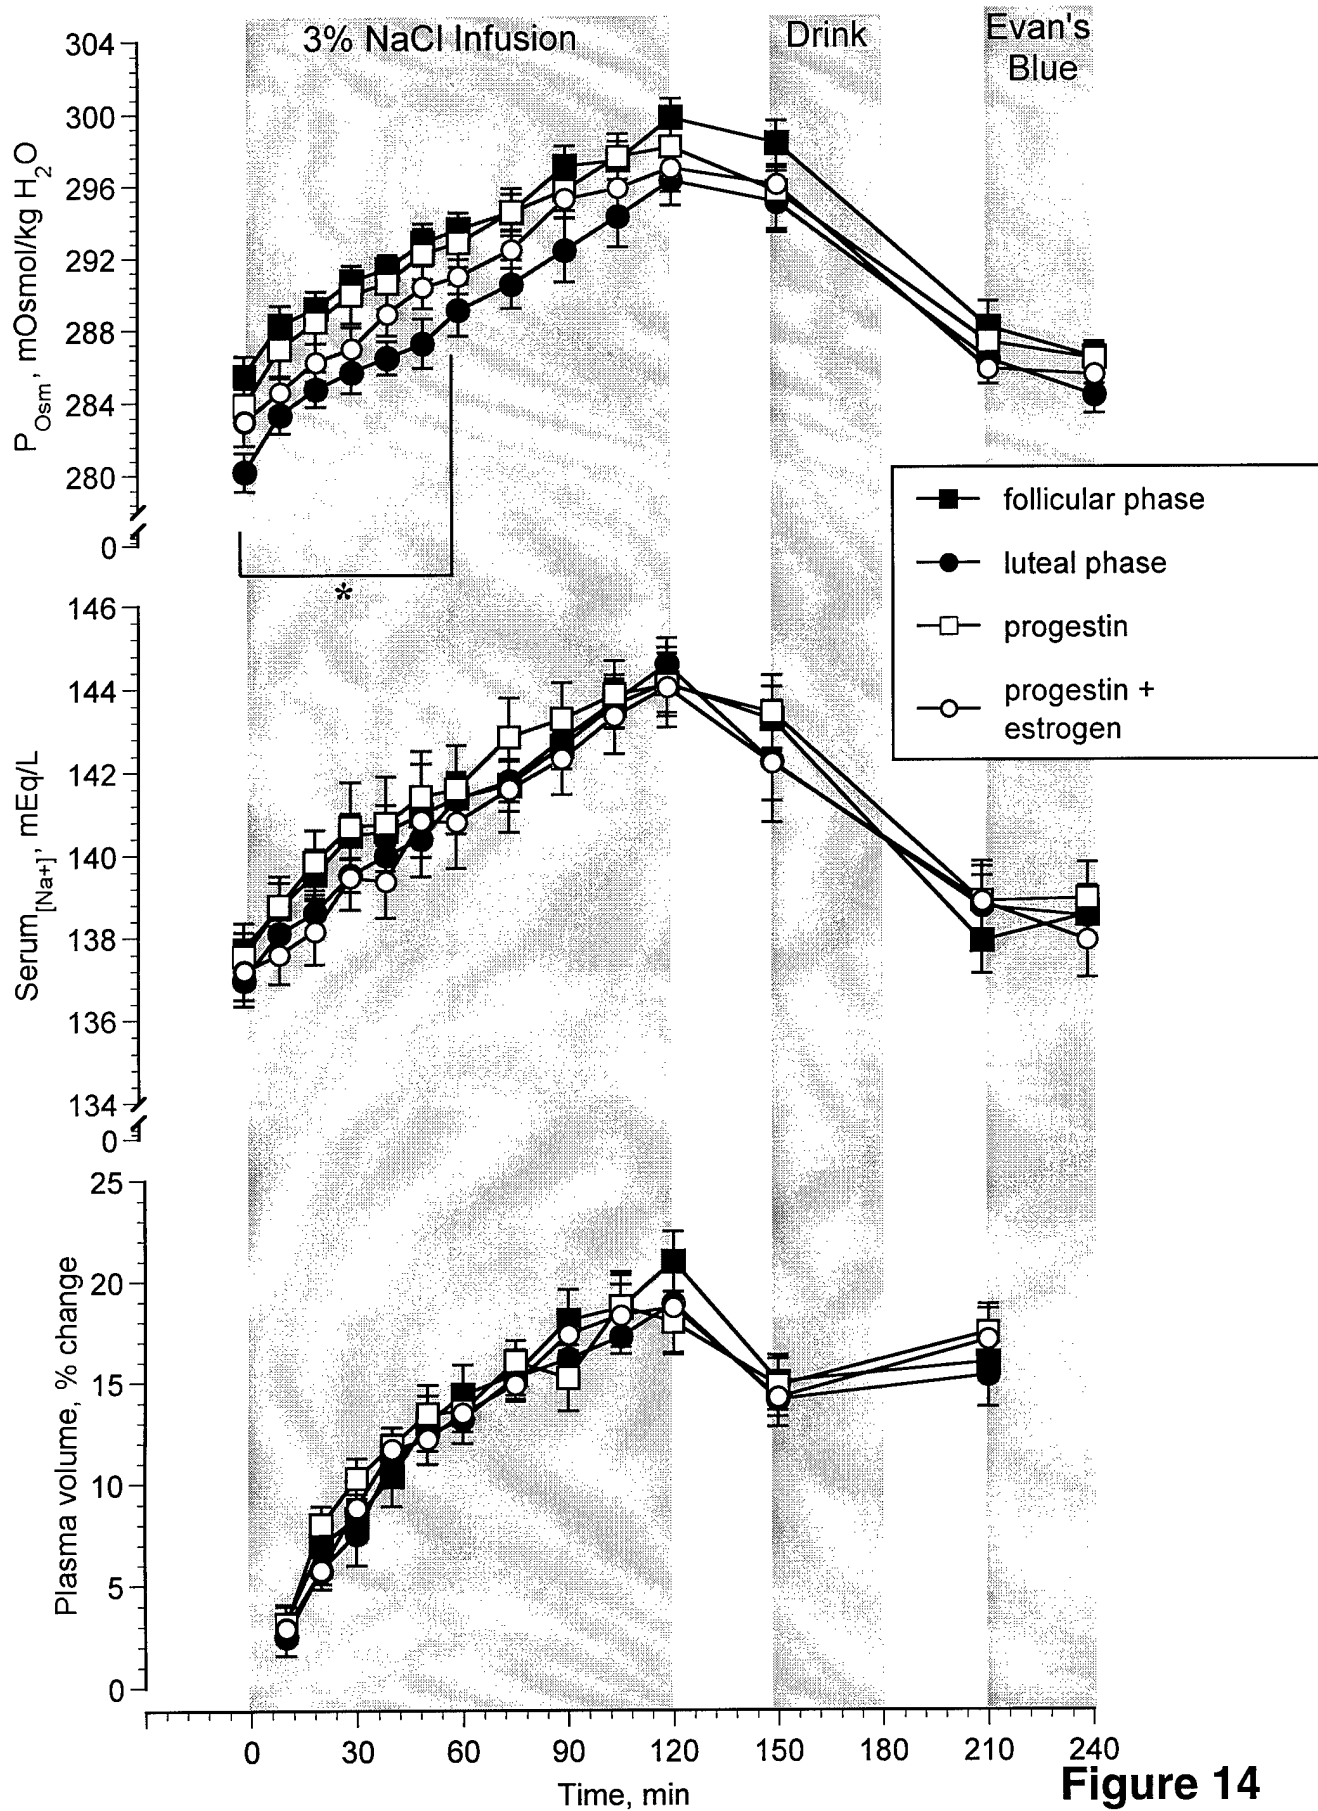 3% NaCl Infusion
Drink
Evan's
Blue
P_Osm, mOsmol/kg H₂O
304
300
296
292
288
284
280
0
*
follicular phase
luteal phase
progestin
progestin +
estrogen
Serum[Na+], mEq/L
146
144
142
140
138
136
134
0
Plasma volume, % change
25
20
15
10
5
0
0 30 60 90 120 150 180 210 240
Time, min
Figure 14